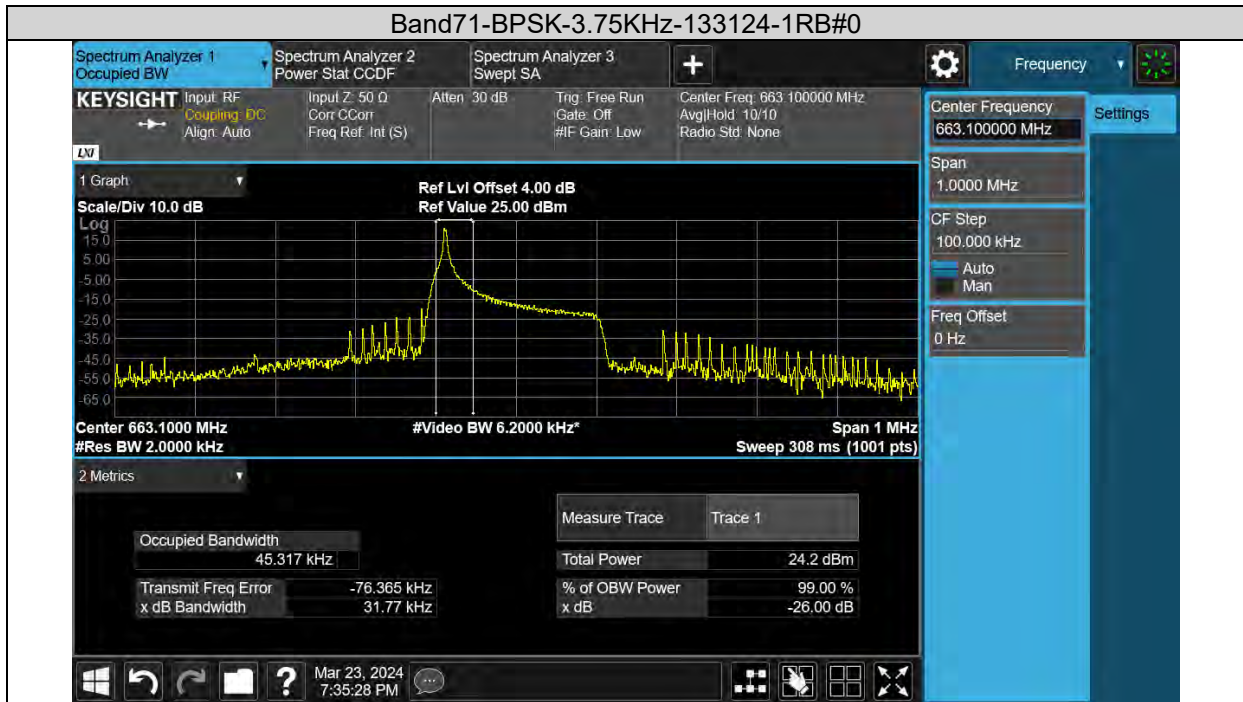 Band71-BPSK-3.75KHz-133124-1RB#0
Spectrum Analyzer 1
Occupied BW
Spectrum Analyzer 2
Power Stat CCDF
Spectrum Analyzer 3
Swept SA
+
Frequency
KEYSIGHT
Input: RF
Coupling: DC
Align: Auto
Input Z: 50 Ω
Corr CCorr
Freq Ref: Int (S)
Atten: 30 dB
Trig: Free Run
Gate: Off
#IF Gain: Low
Center Freq: 663.100000 MHz
Avg|Hold: 10/10
Radio Std: None
LXI
Center Frequency
663.100000 MHz
Settings
Span
1.0000 MHz
CF Step
100.000 kHz
Auto
Man
Freq Offset
0 Hz
1 Graph
Scale/Div 10.0 dB
Ref Lvl Offset 4.00 dB
Ref Value 25.00 dBm
Log
15.0
5.00
-5.00
-15.0
-25.0
-35.0
-45.0
-55.0
-65.0
Center 663.1000 MHz
#Video BW 6.2000 kHz*
Span 1 MHz
#Res BW 2.0000 kHz
Sweep 308 ms (1001 pts)
2 Metrics
Measure Trace
Trace 1
Occupied Bandwidth
45.317 kHz
Total Power
24.2 dBm
Transmit Freq Error
-76.365 kHz
% of OBW Power
99.00 %
x dB Bandwidth
31.77 kHz
x dB
-26.00 dB
?
Mar 23, 2024
7:35:28 PM